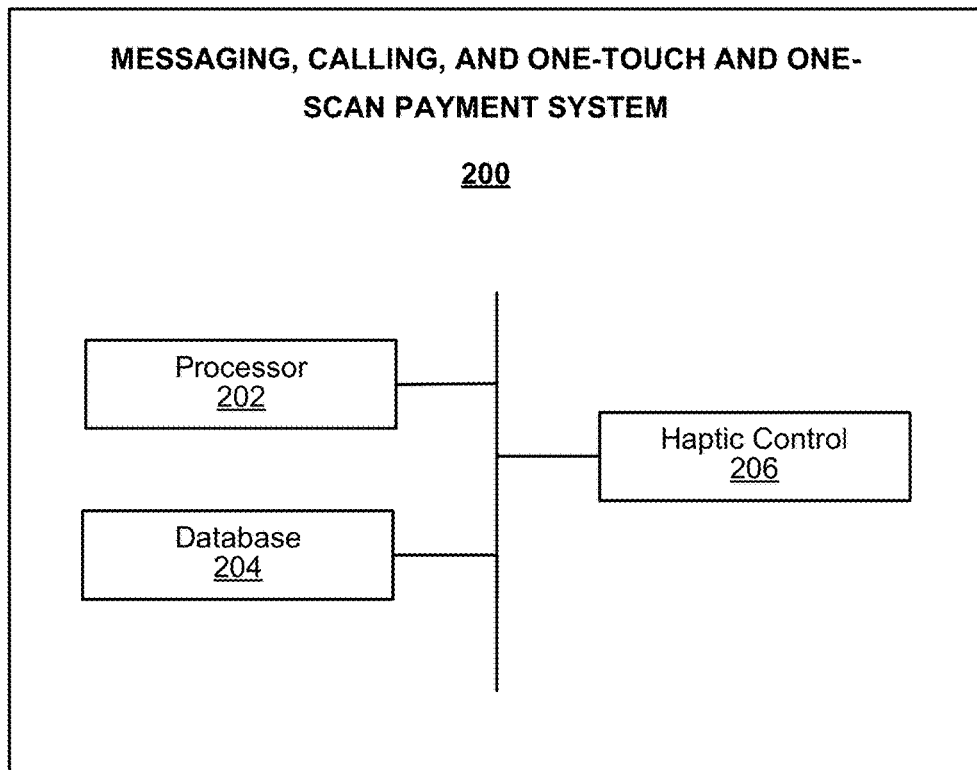 MESSAGING, CALLING, AND ONE-TOUCH AND ONE-
SCAN PAYMENT SYSTEM
200
Processor
202
Haptic Control
206
Database
204